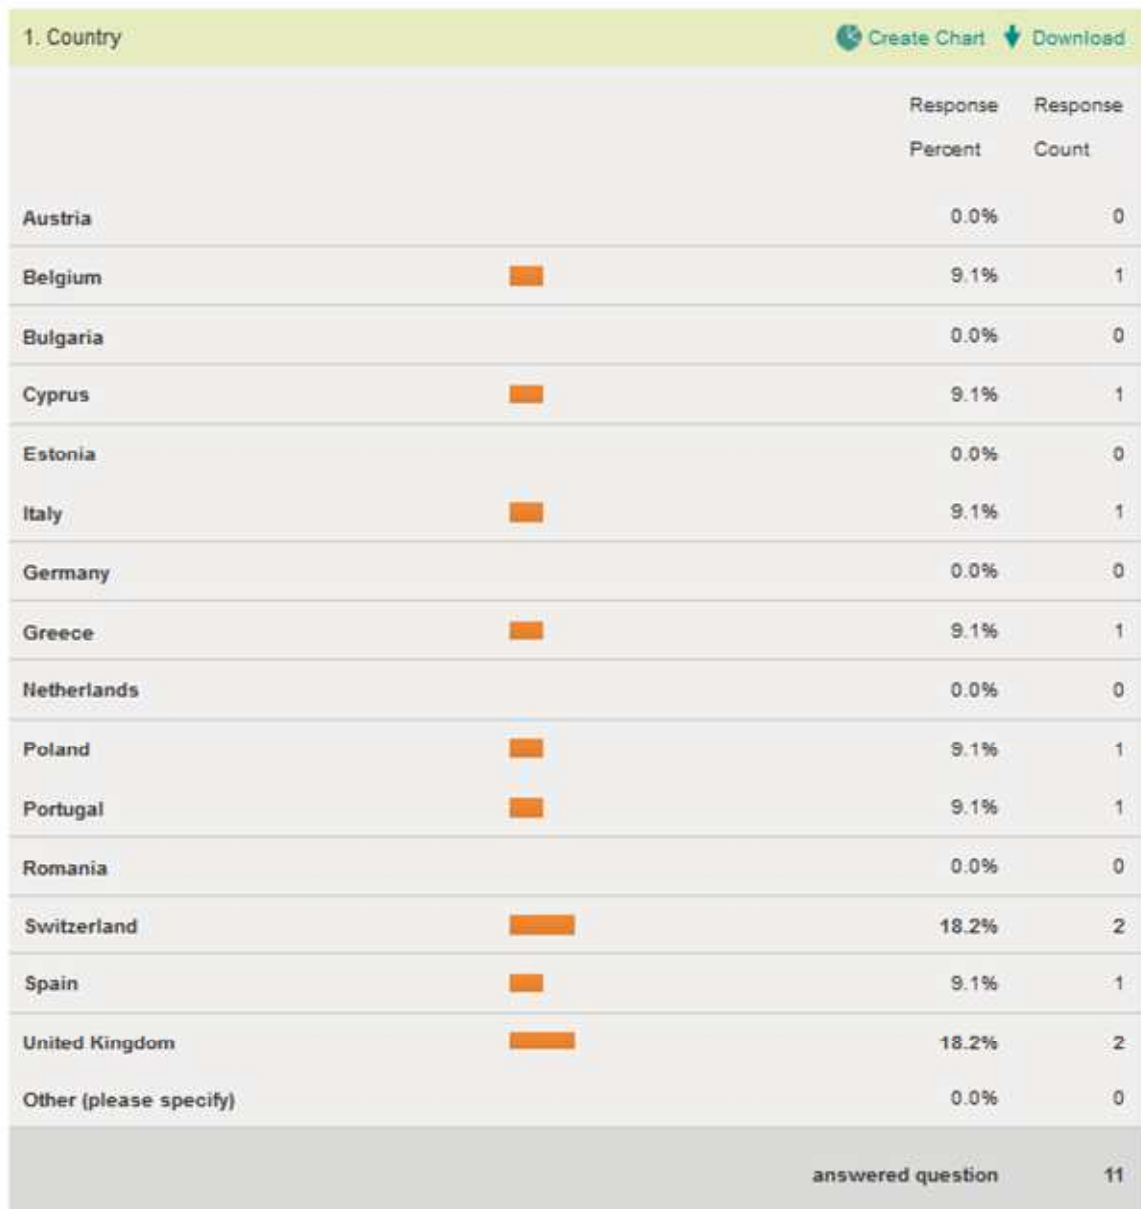 1. Country Create Chart Download
Response Response
Percent Count
Austria 0.0% 0
Belgium 9.1% 1
Bulgaria 0.0% 0
Cyprus 9.1% 1
Estonia 0.0% 0
Italy 9.1% 1
Germany 0.0% 0
Greece 9.1% 1
Netherlands 0.0% 0
Poland 9.1% 1
Portugal 9.1% 1
Romania 0.0% 0
Switzerland 18.2% 2
Spain 9.1% 1
United Kingdom 18.2% 2
Other (please specify) 0.0% 0
answered question 11